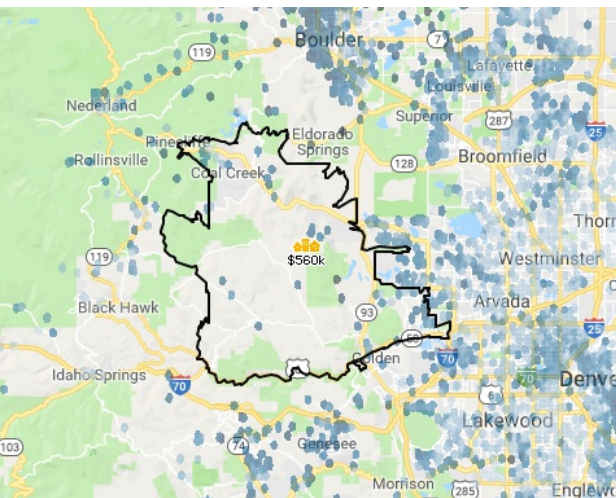 Boulder
7
119
Lafayette
Louisville
Nederland
Superior
287
25
Pinecliffe
Eldorado
Springs
Rollinsville
Coal Creek
128
Broomfield
Thorr
119
$560k
Westminster
Black Hawk
93
Arvada
58
25
Golden
70
Idaho Springs
70
70
Denve
6
Lakewood
103
74
Genesee
Morrison
285
Englew